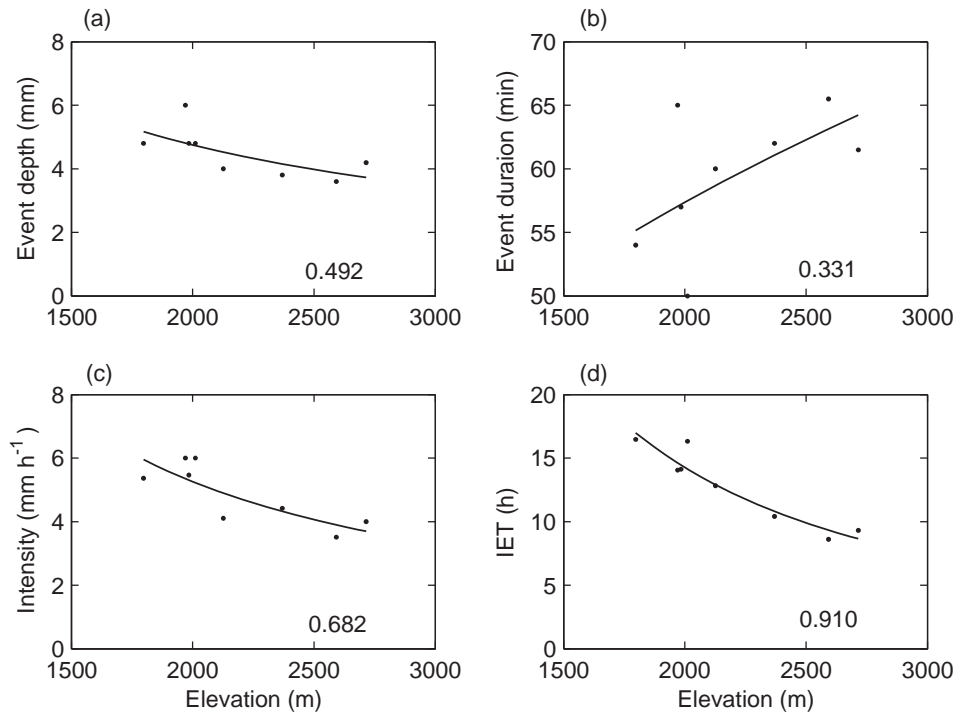 (a)
Event depth (mm)
8
6
4
2
0
1500 2000 2500 3000
0.492
(b)
Event duraion (min)
70
65
60
55
50
1500 2000 2500 3000
0.331
(c)
Intensity (mm h⁻¹ )
8
6
4
2
0
1500 2000 2500 3000
Elevation (m)
0.682
(d)
IET (h)
20
15
10
5
0
1500 2000 2500 3000
Elevation (m)
0.910